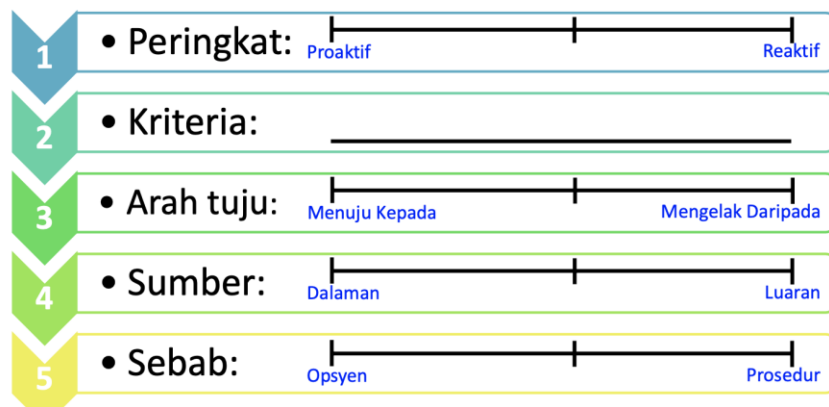 1
• Peringkat:
Proaktif
Reaktif
2
• Kriteria:
3
• Arah tuju:
Menuju Kepada
Mengelak Daripada
4
• Sumber:
Dalaman
Luaran
5
• Sebab:
Opsyen
Prosedur